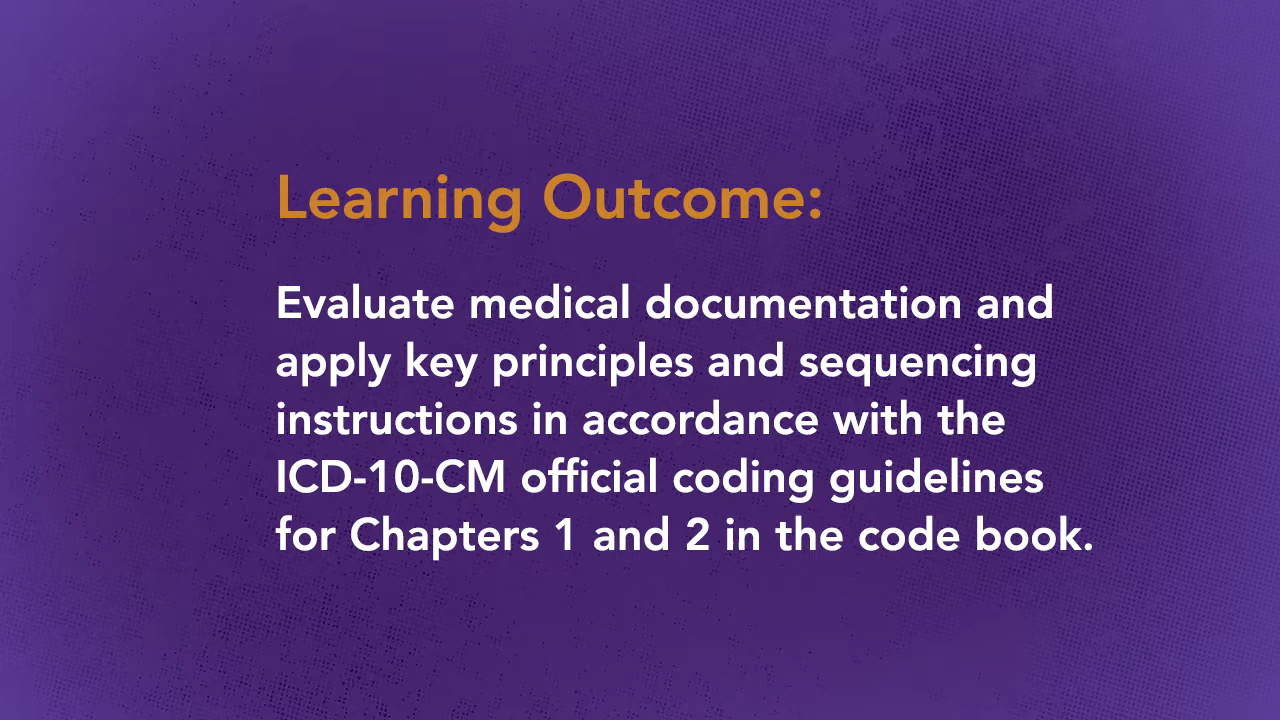 Learning Outcome:
Evaluate medical documentation and
apply key principles and sequencing
instructions in accordance with the
ICD-10-CM official coding guidelines
for Chapters 1 and 2 in the code book.